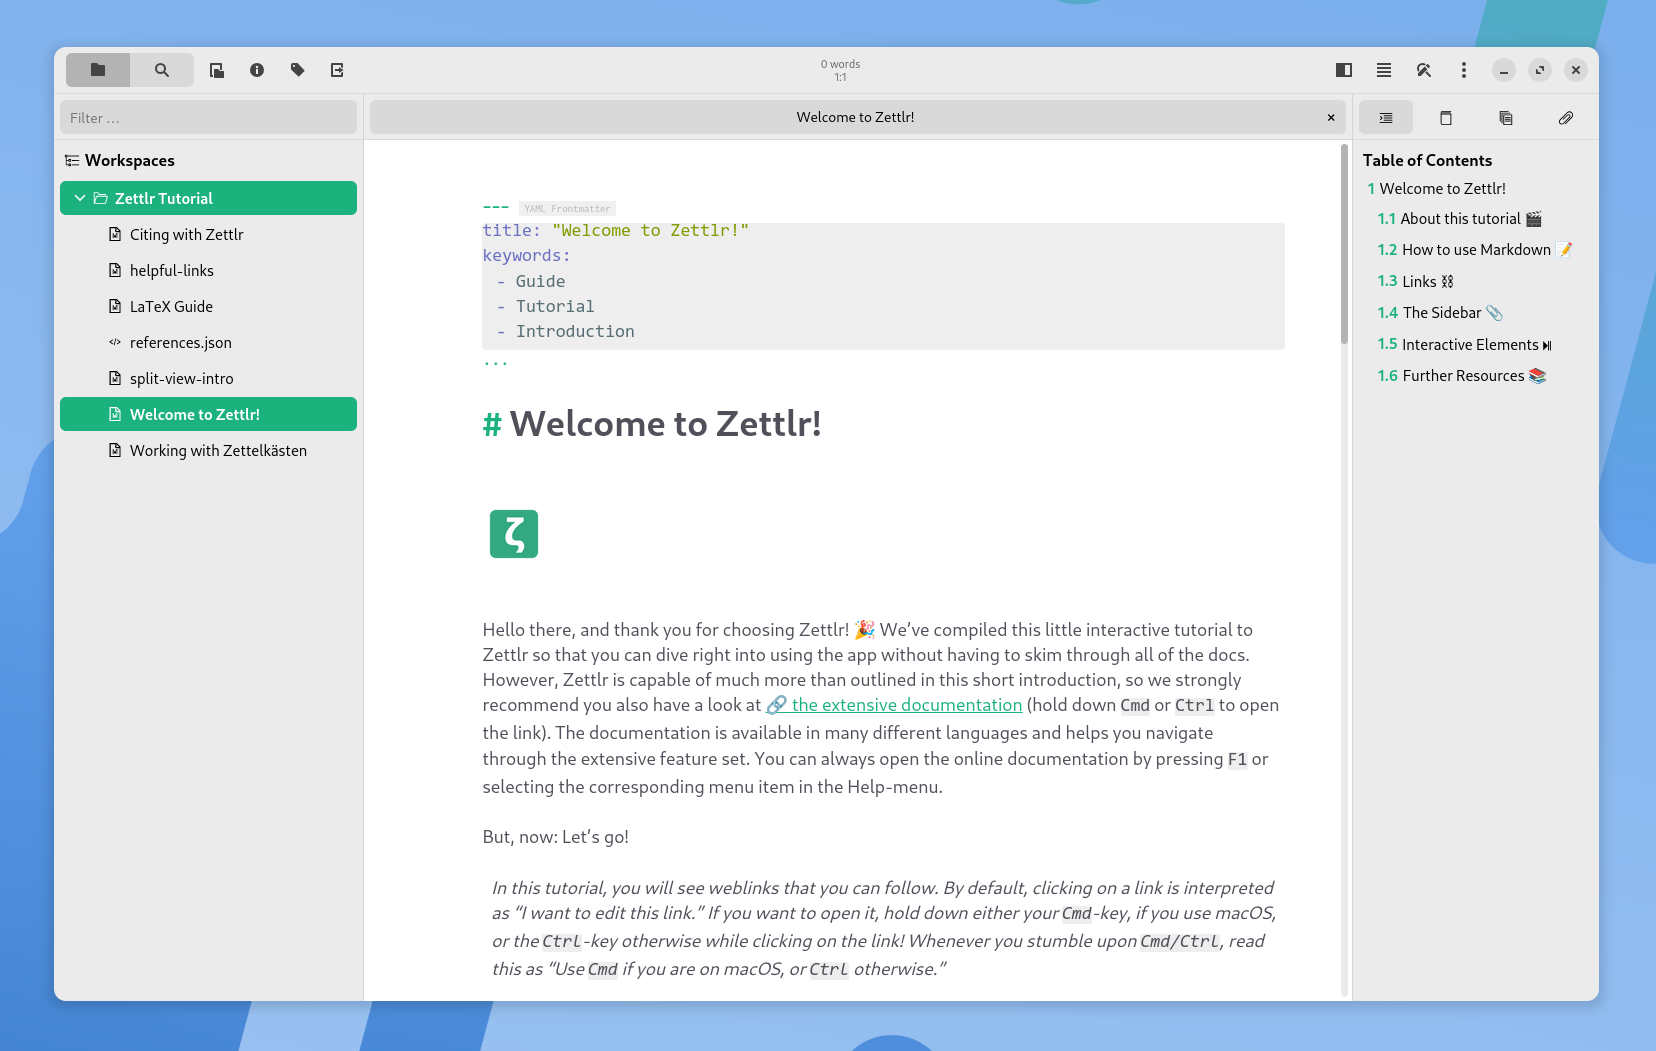 0 words
1:1
Filter …
Welcome to Zettlr!
×
Workspaces
Zettlr Tutorial
Citing with Zettlr
helpful-links
LaTeX Guide
references.json
split-view-intro
Welcome to Zettlr!
Working with Zettelkästen
--- YAML Frontmatter
title: "Welcome to Zettlr!"
keywords:
- Guide
- Tutorial
- Introduction
...
# Welcome to Zettlr!
ζ
Hello there, and thank you for choosing Zettlr! 🎉 We’ve compiled this little interactive tutorial to
Zettlr so that you can dive right into using the app without having to skim through all of the docs.
However, Zettlr is capable of much more than outlined in this short introduction, so we strongly
recommend you also have a look at 🔗 the extensive documentation (hold down Cmd or Ctrl to open
the link). The documentation is available in many different languages and helps you navigate
through the extensive feature set. You can always open the online documentation by pressing F1 or
selecting the corresponding menu item in the Help-menu.
But, now: Let’s go!
In this tutorial, you will see weblinks that you can follow. By default, clicking on a link is interpreted
as “I want to edit this link.” If you want to open it, hold down either your Cmd-key, if you use macOS,
or the Ctrl-key otherwise while clicking on the link! Whenever you stumble upon Cmd/Ctrl, read
this as “Use Cmd if you are on macOS, or Ctrl otherwise.”
Table of Contents
1 Welcome to Zettlr!
1.1 About this tutorial 🎬
1.2 How to use Markdown 📝
1.3 Links ⛓
1.4 The Sidebar 📎
1.5 Interactive Elements ⏯
1.6 Further Resources 📚